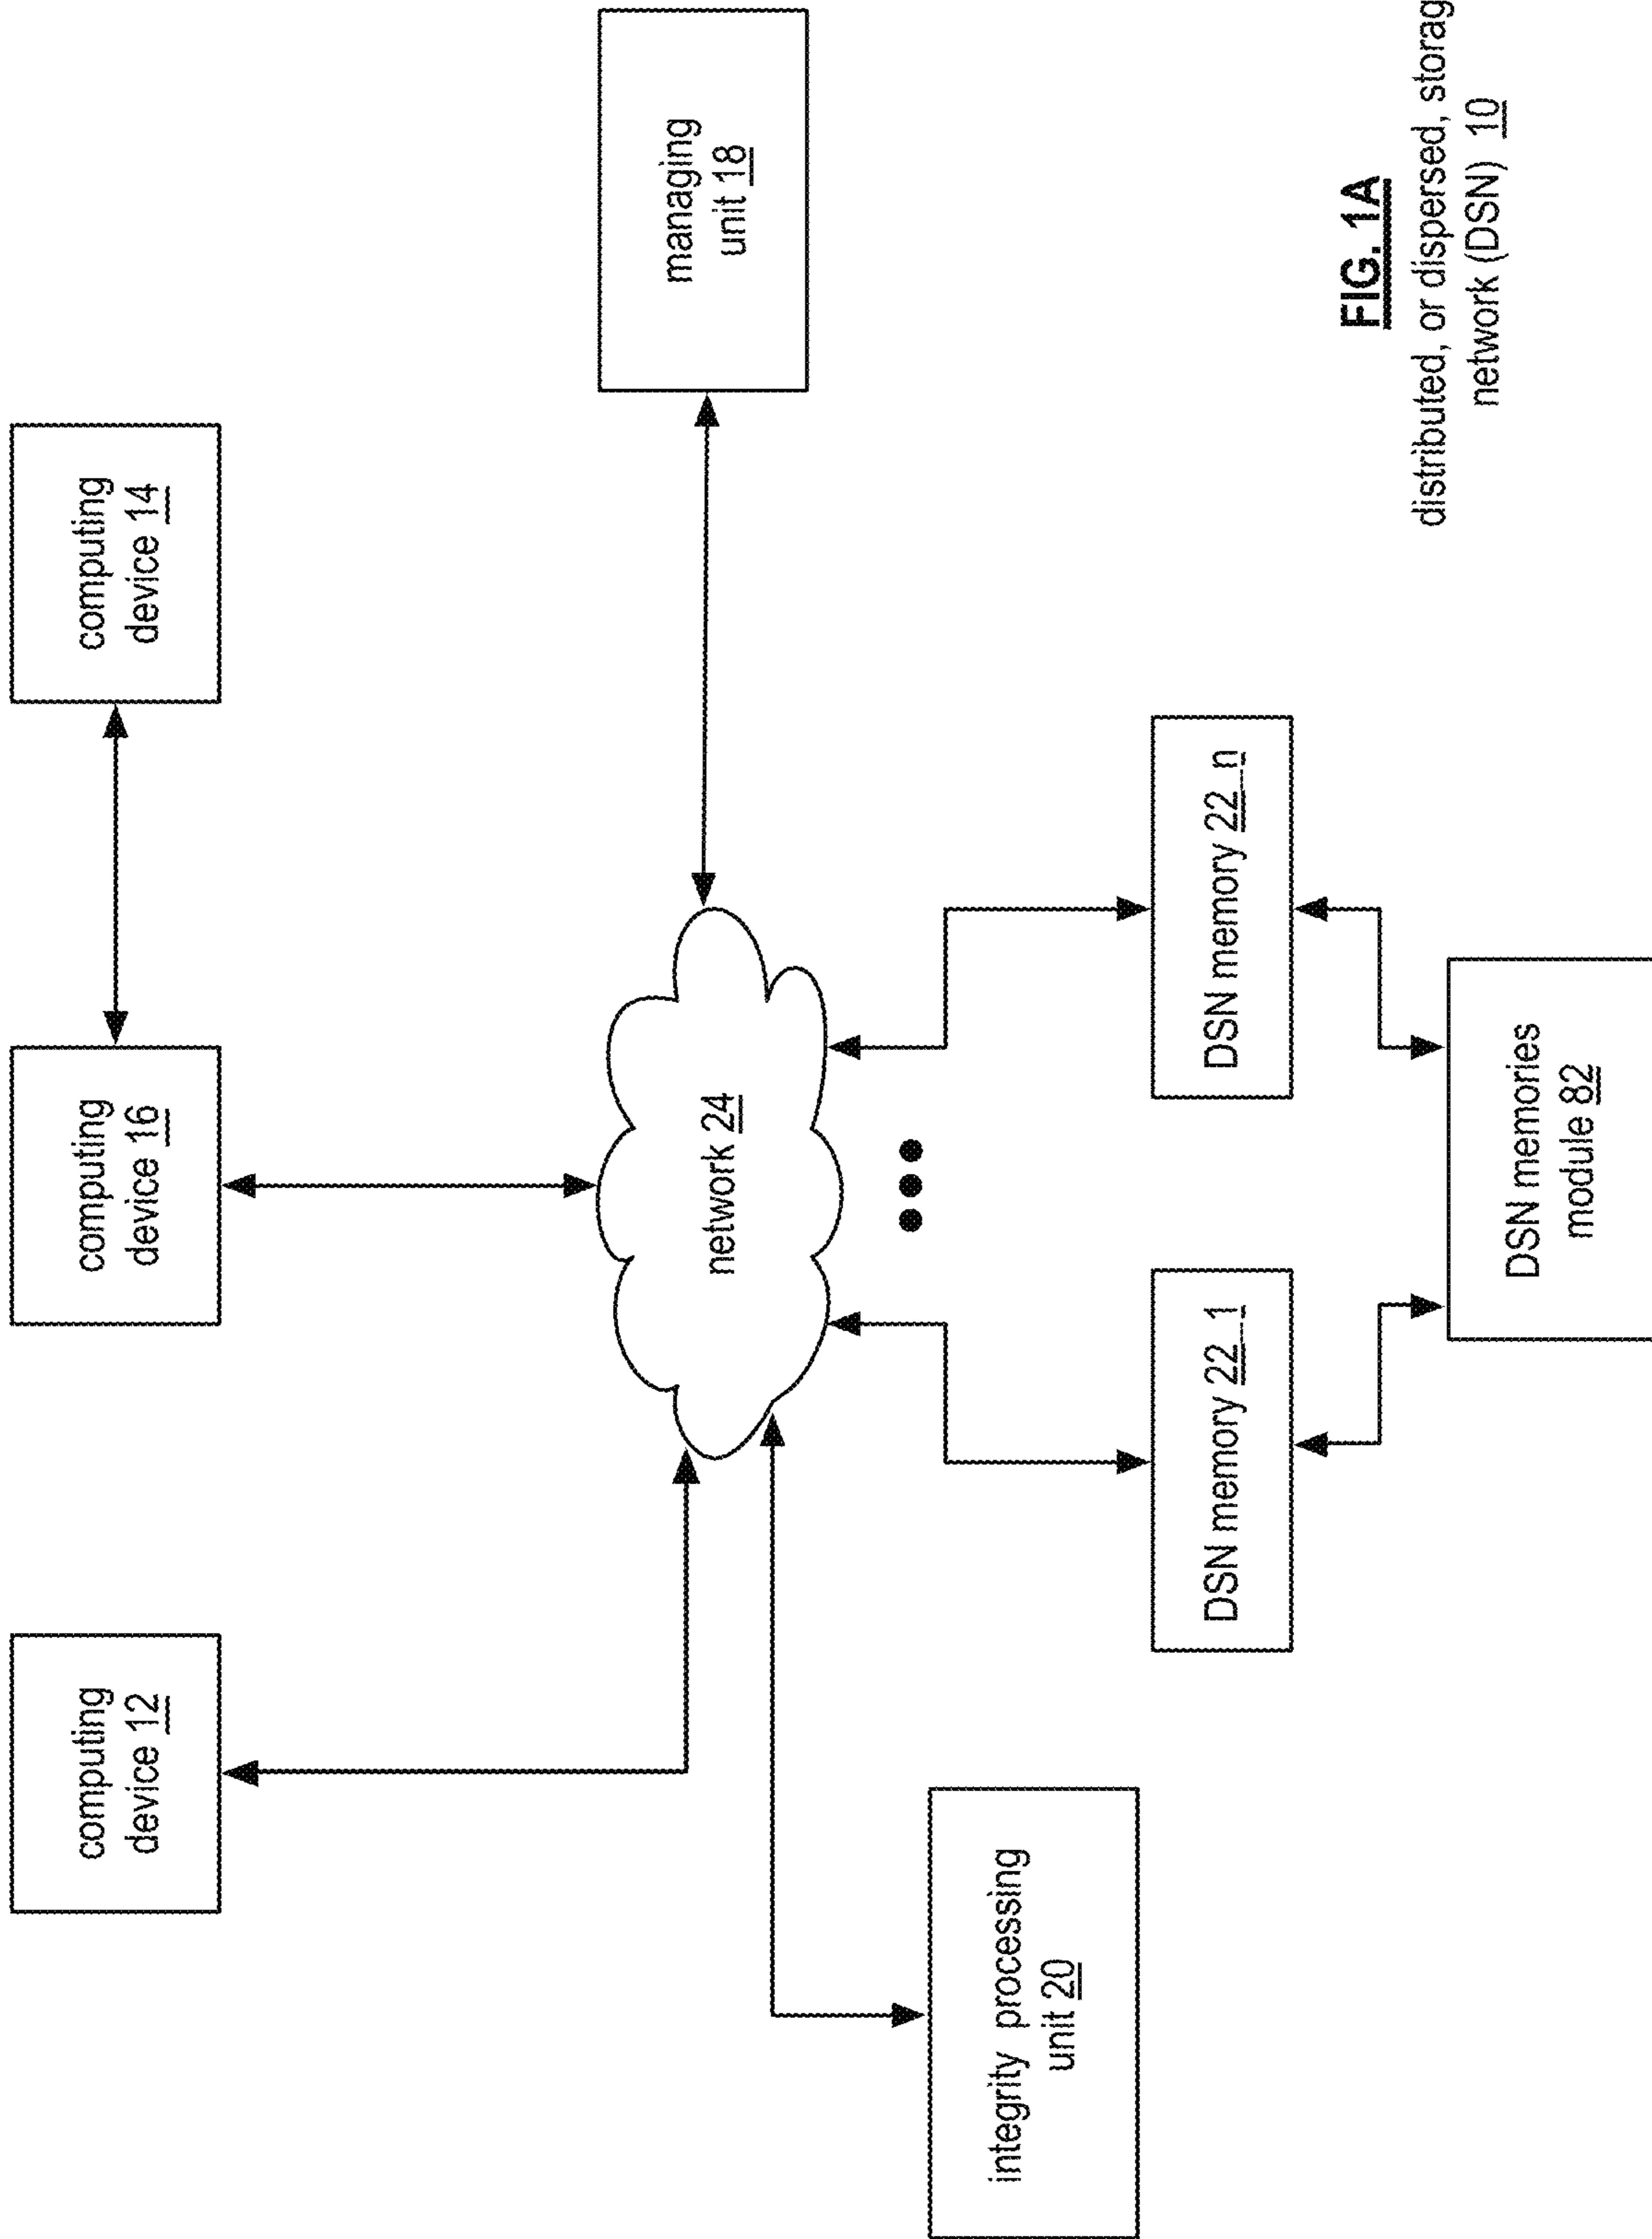 computing
device 12
computing
device 16
computing
device 14
network 24
managing
unit 18
integrity processing
unit 20
DSN memory 22_1
DSN memory 22_n
DSN memories
module 82
FIG. 1A
distributed, or dispersed, storag
network (DSN) 10